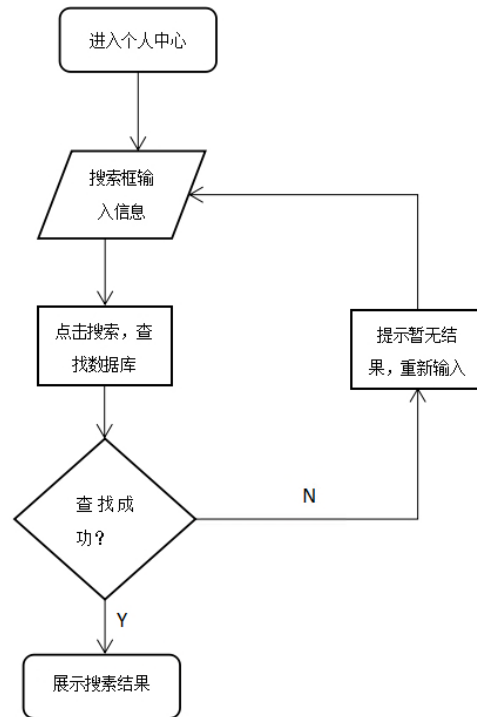 进入个人中心
搜索框输
入信息
点击搜索，查
找数据库
提示暂无结
果，重新输入
查找成
功？
N
Y
展示搜素结果